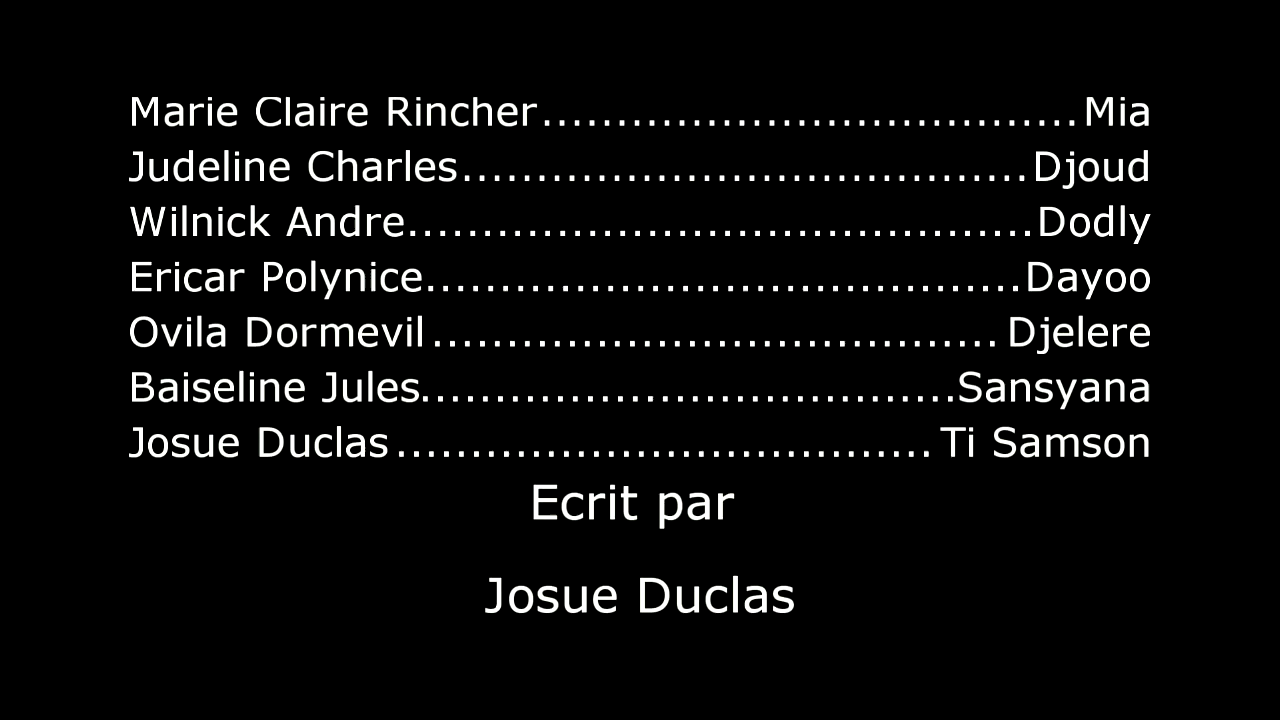 Marie Claire Rincher....................................Mia
Judeline Charles......................................Djoud
Wilnick Andre..........................................Dodly
Ericar Polynice........................................Dayoo
Ovila Dormevil......................................Djelere
Baiseline Jules....................................Sansyana
Josue Duclas....................................Ti Samson
Ecrit par
Josue Duclas